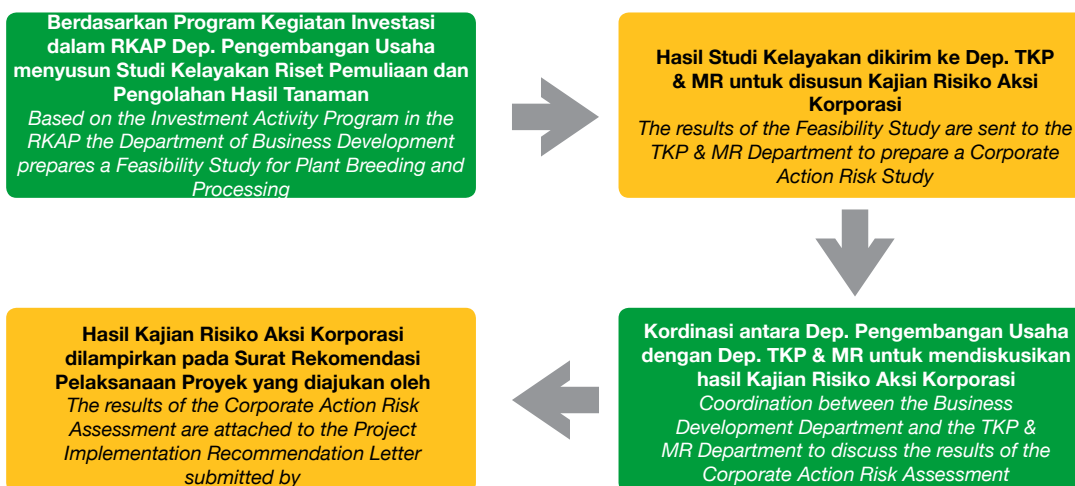 Berdasarkan Program Kegiatan Investasi
dalam RKAP Dep. Pengembangan Usaha
menyusun Studi Kelayakan Riset Pemuliaan dan
Pengolahan Hasil Tanaman
Based on the Investment Activity Program in the
RKAP the Department of Business Development
prepares a Feasibility Study for Plant Breeding and
Processing
Hasil Studi Kelayakan dikirim ke Dep. TKP
& MR untuk disusun Kajian Risiko Aksi
Korporasi
The results of the Feasibility Study are sent to the
TKP & MR Department to prepare a Corporate
Action Risk Study
Kordinasi antara Dep. Pengembangan Usaha
dengan Dep. TKP & MR untuk mendiskusikan
hasil Kajian Risiko Aksi Korporasi
Coordination between the Business
Development Department and the TKP &
MR Department to discuss the results of the
Corporate Action Risk Assessment
Hasil Kajian Risiko Aksi Korporasi
dilampirkan pada Surat Rekomendasi
Pelaksanaan Proyek yang diajukan oleh
The results of the Corporate Action Risk
Assessment are attached to the Project
Implementation Recommendation Letter
submitted by